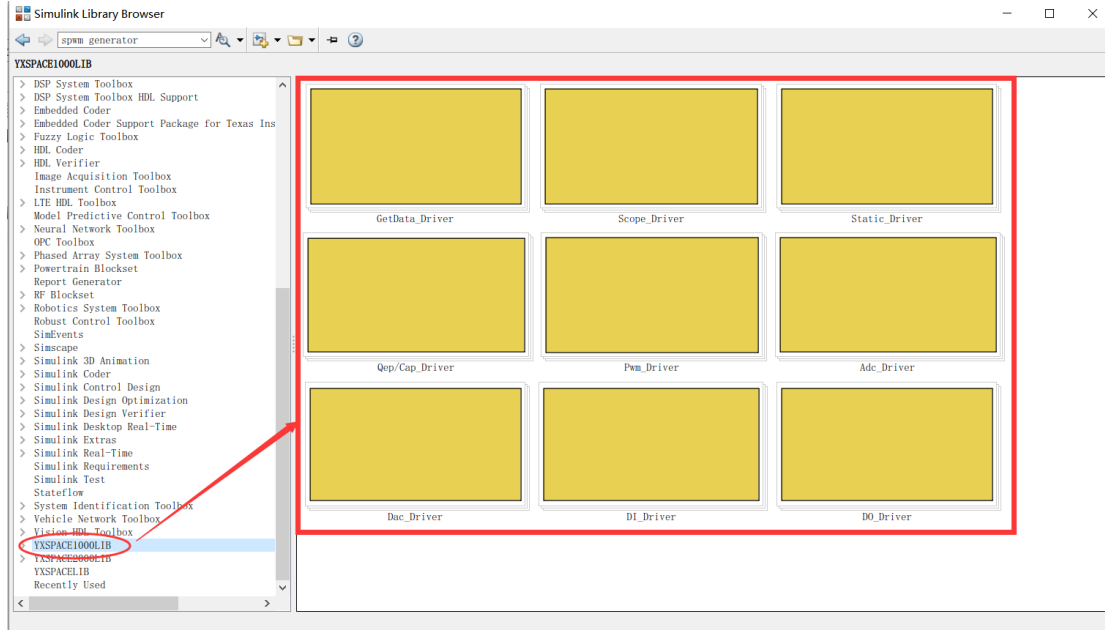 Simulink Library Browser
spwm generator
YXSPACE1000LIB
DSP System Toolbox
DSP System Toolbox HDL Support
Embedded Coder
Embedded Coder Support Package for Texas Ins
Fuzzy Logic Toolbox
HDL Coder
HDL Verifier
Image Acquisition Toolbox
Instrument Control Toolbox
LTE HDL Toolbox
Model Predictive Control Toolbox
Neural Network Toolbox
OPC Toolbox
Phased Array System Toolbox
Powertrain Blockset
Report Generator
RF Blockset
Robotics System Toolbox
Robust Control Toolbox
SimEvents
Simscape
Simulink 3D Animation
Simulink Coder
Simulink Control Design
Simulink Design Optimization
Simulink Design Verifier
Simulink Desktop Real-Time
Simulink Extras
Simulink Real-Time
Simulink Requirements
Simulink Test
Stateflow
System Identification Toolbox
Vehicle Network Toolbox
Vision HDL Toolbox
YXSPACE1000LIB
YXSPACE2000LIB
YXSPACELIB
Recently Used
GetData_Driver Scope_Driver Static_Driver
Qep/Cap_Driver Pwm_Driver Adc_Driver
Dac_Driver DI_Driver DO_Driver